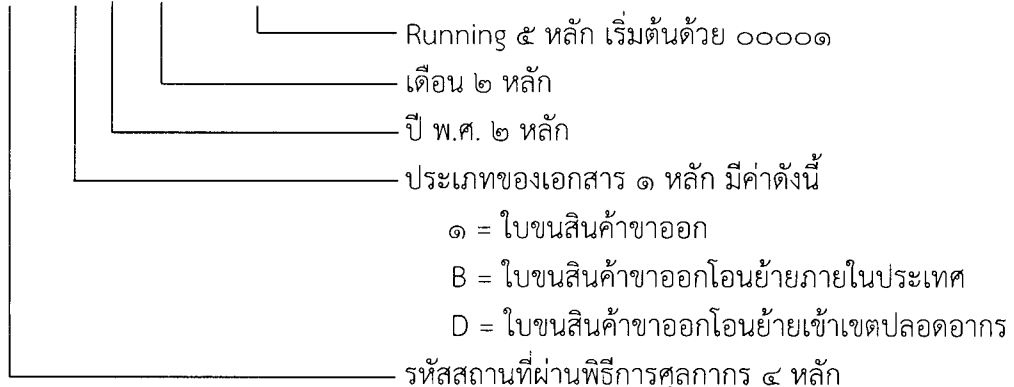 Running ๕ หลัก เริ่มต้นด้วย ๐๐๐๐๑
เดือน ๒ หลัก
ปี พ.ศ. ๒ หลัก
ประเภทของเอกสาร ๑ หลัก มีค่าดังนี้
๑ = ใบขนสินค้าขาออก
B = ใบขนสินค้าขาออกโอนย้ายภายในประเทศ
D = ใบขนสินค้าขาออกโอนย้ายเข้าเขตปลอดอากร
รหัสสถานที่ผ่านพิธีการศุลกากร ๔ หลัก